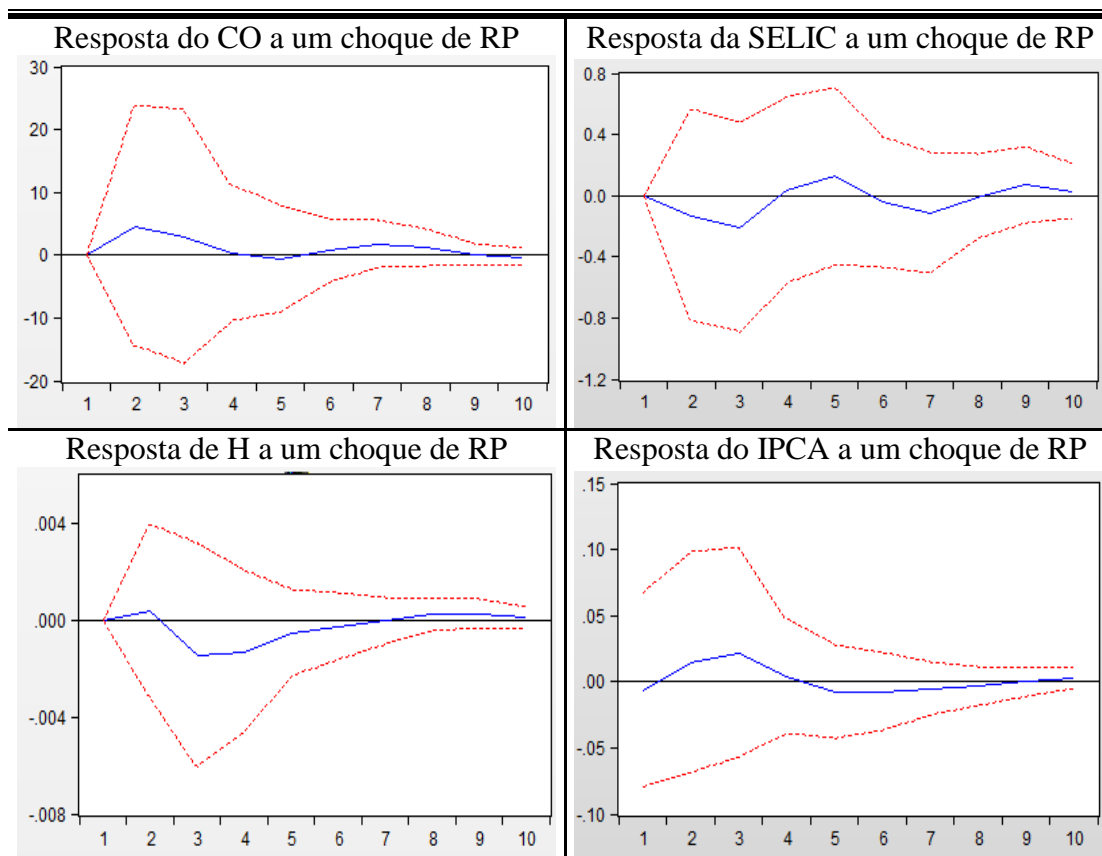 Resposta do CO a um choque de RP
30
20
10
0
-10
-20
1 2 3 4 5 6 7 8 9 10
Resposta da SELIC a um choque de RP
0.8
0.4
0.0
-0.4
-0.8
-1.2
1 2 3 4 5 6 7 8 9 10
Resposta de H a um choque de RP
.004
.000
-.004
-.008
1 2 3 4 5 6 7 8 9 10
Resposta do IPCA a um choque de RP
.15
.10
.05
.00
-.05
-.10
1 2 3 4 5 6 7 8 9 10